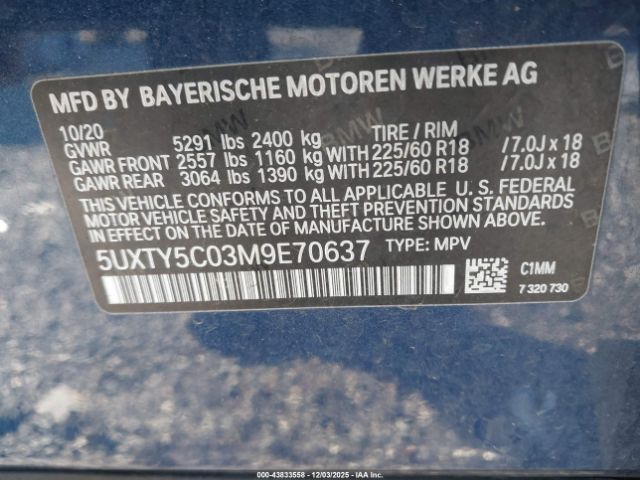 MFD BY BAYERISCHE MOTOREN WERKE AG
10/20
GVWR 5291 lbs 2400 kg TIRE / RIM
GAWR FRONT 2557 lbs 1160 kg WITH 225/60 R18 /7.0J x 18
GAWR REAR 3064 lbs 1390 kg WITH 225/60 R18 /7.0J x 18
THIS VEHICLE CONFORMS TO ALL APPLICABLE U. S. FEDERAL
MOTOR VEHICLE SAFETY AND THEFT PREVENTION STANDARDS
IN EFFECT ON THE DATE OF MANUFACTURE SHOWN ABOVE.
5UXTY5C03M9E70637 TYPE: MPV
C1MM
7 320 730
000-43833558 - 12/03/2025 - IAA Inc.